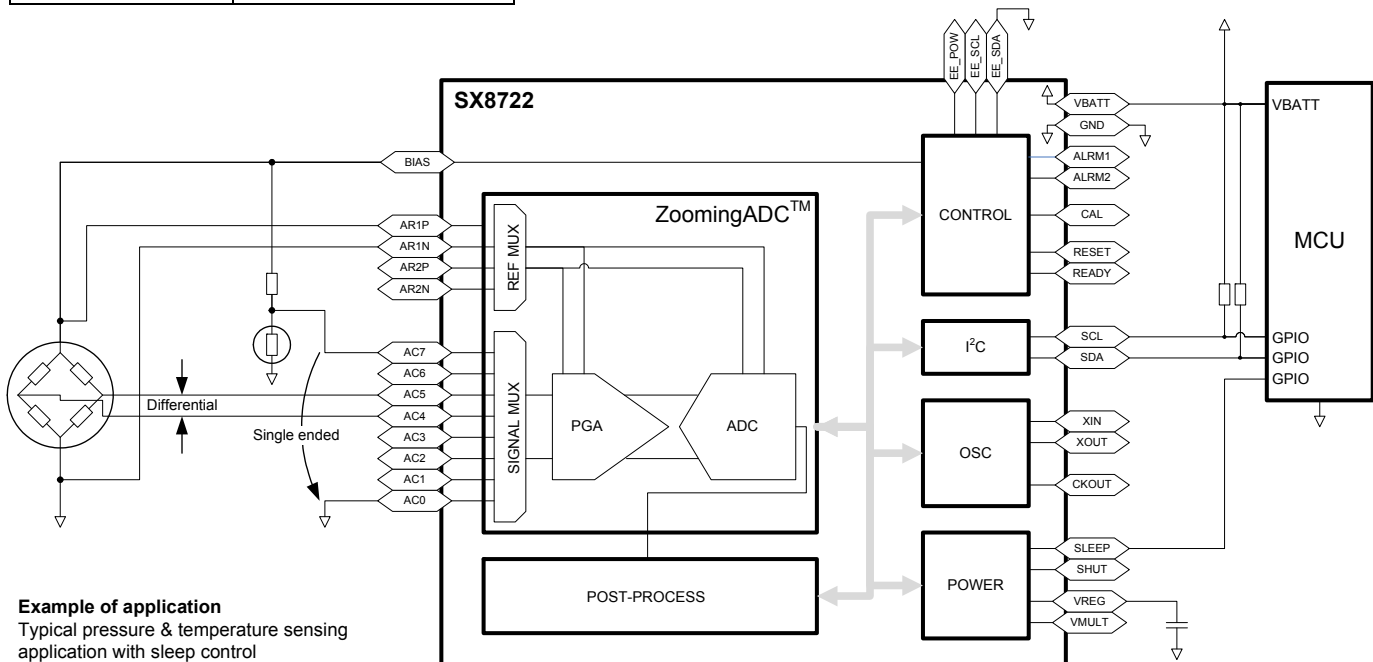 EE_POW
EE_SCL
EE_SDA
SX8722
VBATT
GND
ALRM1
ALRM2
CAL
RESET
READY
SCL
SDA
XIN
XOUT
CKOUT
SLEEP
SHUT
VREG
VMULT
VBATT
MCU
GPIO
GPIO
GPIO
BIAS
AR1P
AR1N
AR2P
AR2N
AC7
AC6
AC5
AC4
AC3
AC2
AC1
AC0
REF MUX
SIGNAL MUX
ZoomingADC™
PGA
ADC
POST-PROCESS
CONTROL
I²C
OSC
POWER
Differential
Single ended
Example of application
Typical pressure & temperature sensing
application with sleep control